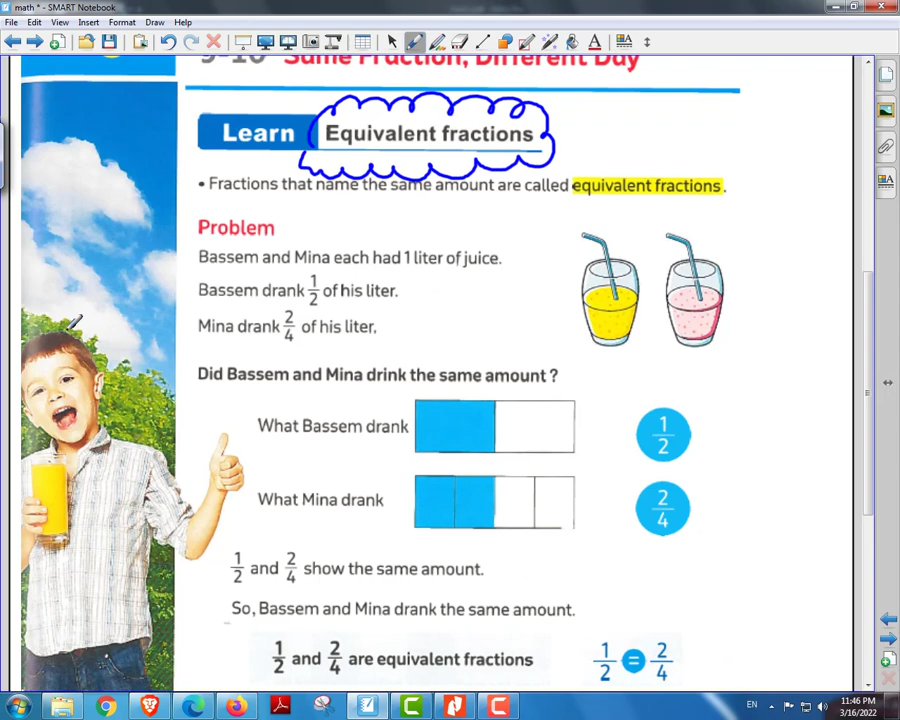 math * - SMART Notebook
File Edit View Insert Format Draw Help
9-10 Same Fraction, Different Day
Learn Equivalent fractions
• Fractions that name the same amount are called equivalent fractions.
Problem
Bassem and Mina each had 1 liter of juice.
Bassem drank 1/2 of his liter.
Mina drank 2/4 of his liter.
Did Bassem and Mina drink the same amount ?
What Bassem drank 1/2
What Mina drank 2/4
1/2 and 2/4 show the same amount.
So, Bassem and Mina drank the same amount.
1/2 and 2/4 are equivalent fractions 1/2 = 2/4
EN 11:46 PM
3/16/2022